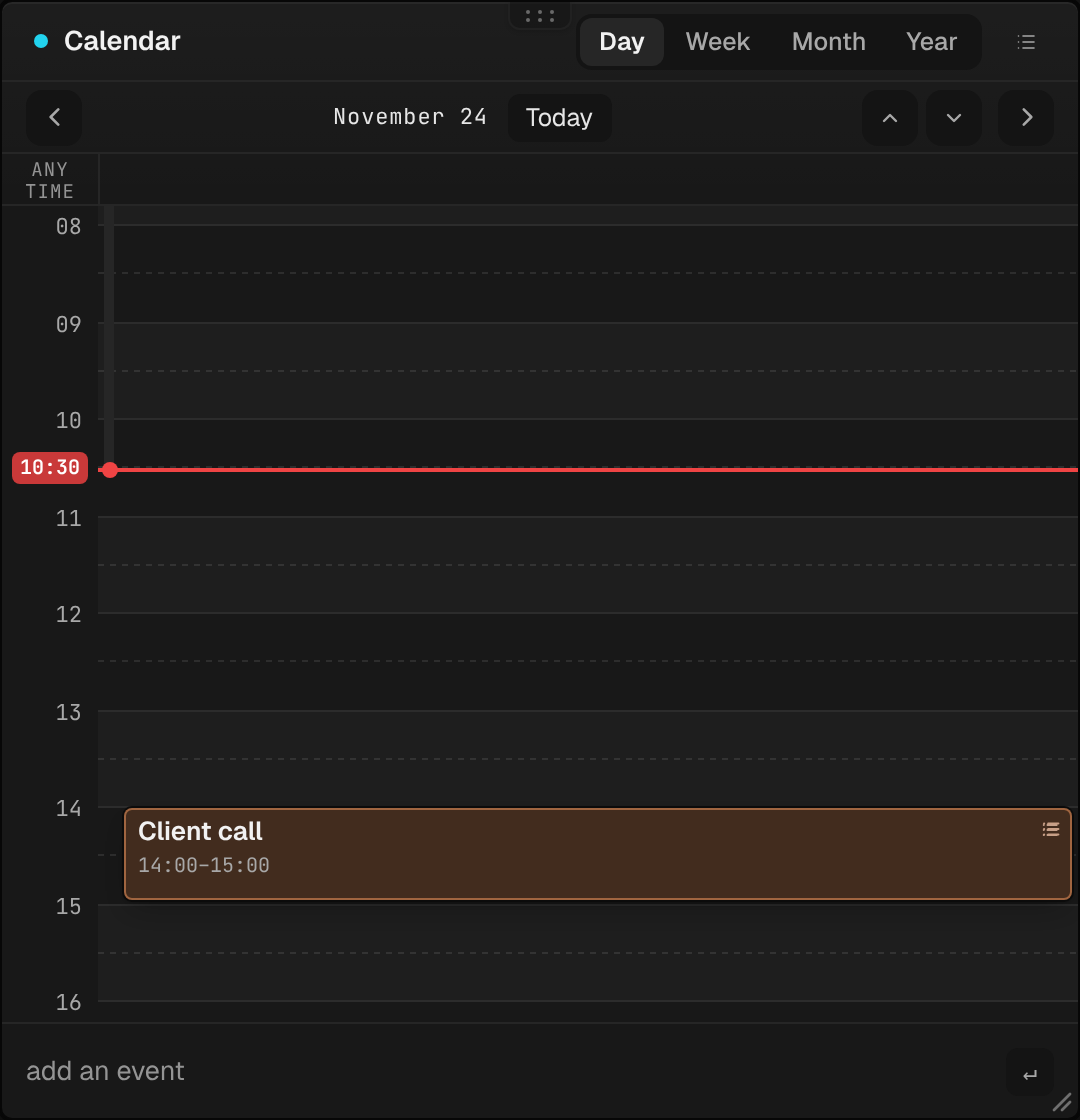 Calendar
Day Week Month Year
November 24 Today
ANY
TIME
08
09
10
10:30
11
12
13
14
Client call
14:00–15:00
15
16
add an event